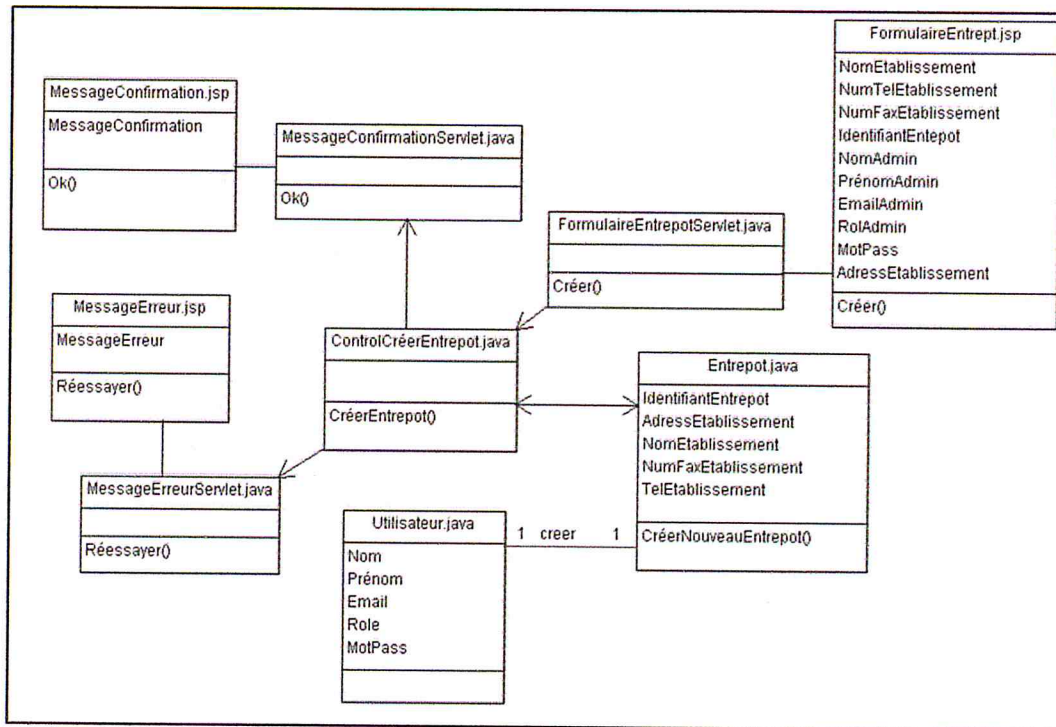 FormulaireEntrept.jsp
NomEtablissement
NumTelEtablissement
NumFaxEtablissement
IdentifiantEntepot
NomAdmin
PrénomAdmin
EmailAdmin
RolAdmin
MotPass
AdressEtablissement
Créer()
MessageConfirmation.jsp
MessageConfirmation
Ok()
MessageConfirmationServlet.java
Ok()
FormulaireEntrepotServlet.java
Créer()
MessageErreur.jsp
MessageErreur
Réessayer()
ControlCréerEntrepot.java
CréerEntrepot()
Entrepot.java
IdentifiantEntrepot
AdressEtablissement
NomEtablissement
NumFaxEtablissement
TelEtablissement
CréerNouveauEntrepot()
MessageErreurServlet.java
Réessayer()
Utilisateur.java
Nom
Prénom
Email
Role
MotPass
1 creer 1